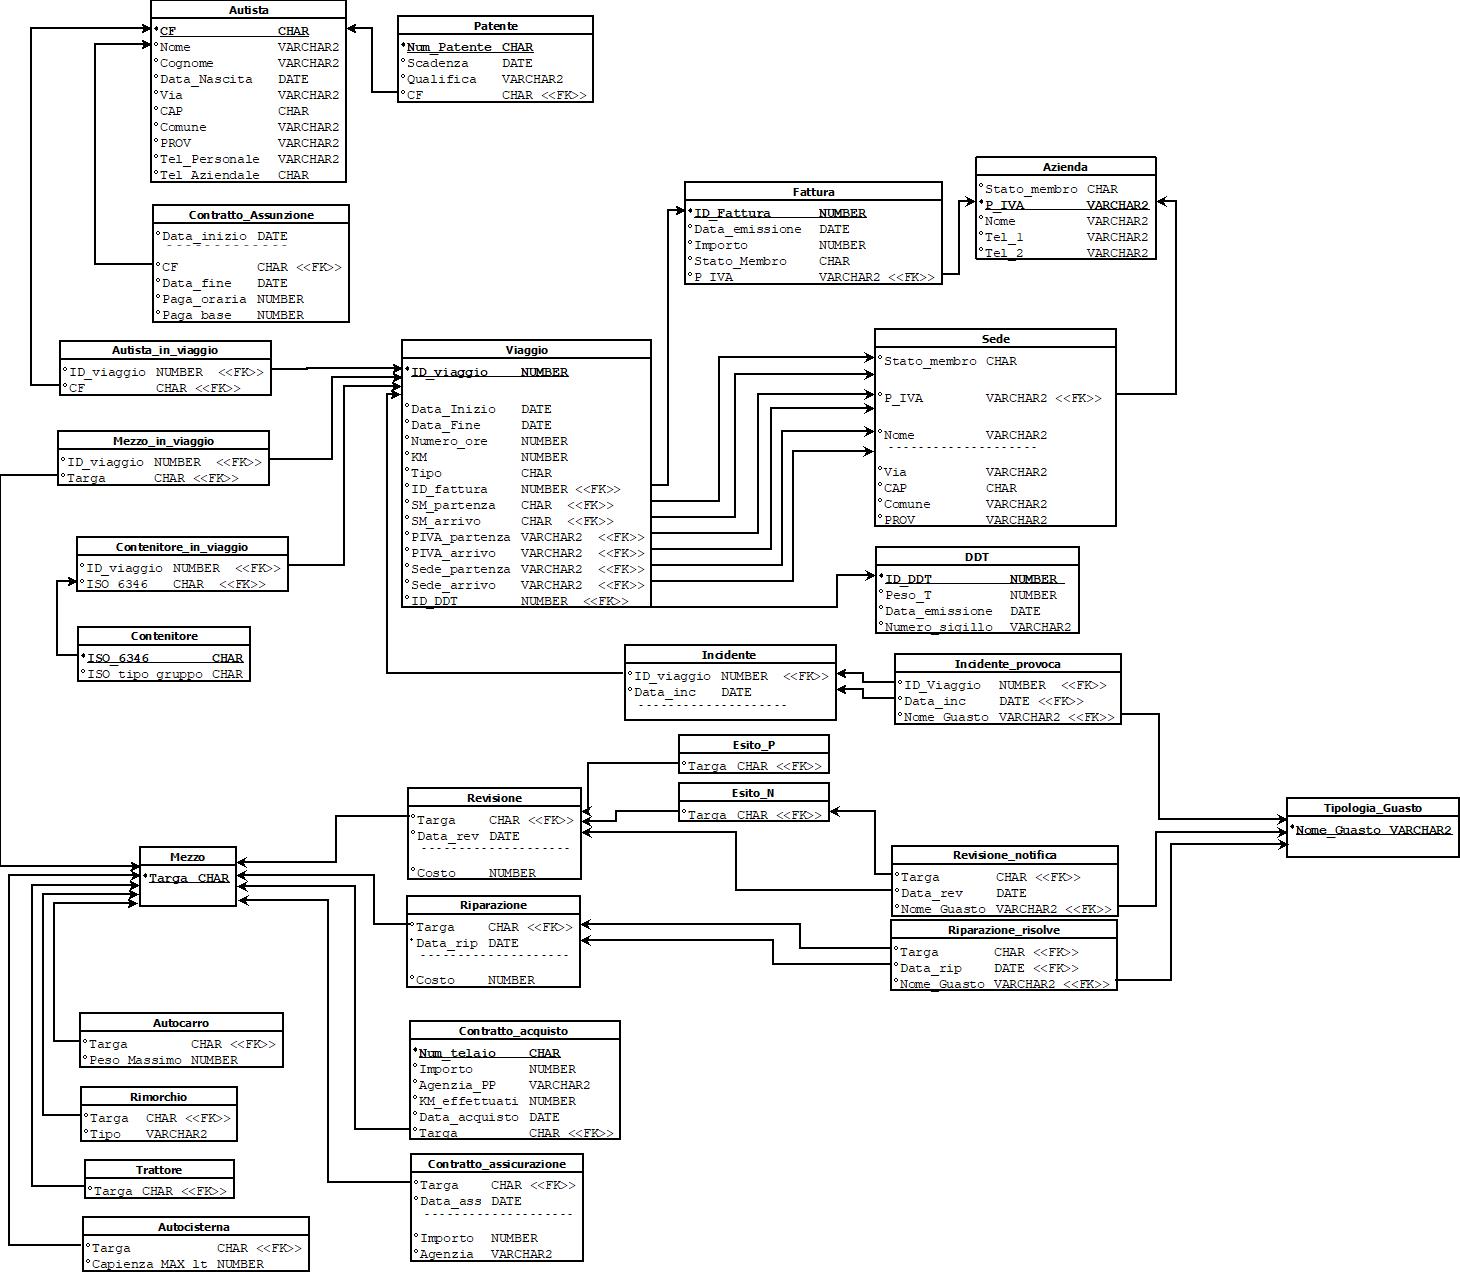 Autista
CF CHAR
Nome VARCHAR2
Cognome VARCHAR2
Data_Nascita DATE
Via VARCHAR2
CAP CHAR
Comune VARCHAR2
PROV VARCHAR2
Tel_Personale VARCHAR2
Tel_Aziendale CHAR
Patente
Num_Patente CHAR
Scadenza DATE
Qualifica VARCHAR2
CF CHAR <<FK>>
Contratto_Assunzione
Data_inizio DATE
CF CHAR <<FK>>
Data_fine DATE
Paga_oraria NUMBER
Paga_base NUMBER
Fattura
ID_Fattura NUMBER
Data_emissione DATE
Importo NUMBER
Stato_Membro CHAR
P_IVA VARCHAR2 <<FK>>
Azienda
Stato_membro CHAR
P_IVA VARCHAR2
Nome VARCHAR2
Tel_1 VARCHAR2
Tel_2 VARCHAR2
Autista_in_viaggio
ID_viaggio NUMBER <<FK>>
CF CHAR <<FK>>
Mezzo_in_viaggio
ID_viaggio NUMBER <<FK>>
Targa CHAR <<FK>>
Contenitore_in_viaggio
ID_viaggio NUMBER <<FK>>
ISO_6346 CHAR <<FK>>
Contenitore
ISO_6346 CHAR
ISO_tipo_gruppo CHAR
Viaggio
ID_viaggio NUMBER
Data_Inizio DATE
Data_Fine DATE
Numero_ore NUMBER
KM NUMBER
Tipo CHAR
ID_fattura NUMBER <<FK>>
SM_partenza CHAR <<FK>>
SM_arrivo CHAR <<FK>>
PIVA_partenza VARCHAR2 <<FK>>
PIVA_arrivo VARCHAR2 <<FK>>
Sede_partenza VARCHAR2 <<FK>>
Sede_arrivo VARCHAR2 <<FK>>
ID_DDT NUMBER <<FK>>
Sede
Stato_membro CHAR
P_IVA VARCHAR2 <<FK>>
Nome VARCHAR2
Via VARCHAR2
CAP CHAR
Comune VARCHAR2
PROV VARCHAR2
DDT
ID_DDT NUMBER
Peso_T NUMBER
Data_emissione DATE
Numero_sigillo VARCHAR2
Incidente
ID_viaggio NUMBER <<FK>>
Data_inc DATE
Incidente_provoca
ID_Viaggio NUMBER <<FK>>
Data_inc DATE <<FK>>
Nome_Guasto VARCHAR2 <<FK>>
Esito_P
Targa CHAR <<FK>>
Esito_N
Targa CHAR <<FK>>
Revisione
Targa CHAR <<FK>>
Data_rev DATE
Costo NUMBER
Tipologia_Guasto
Nome_Guasto VARCHAR2
Mezzo
Targa CHAR
Revisione_notifica
Targa CHAR <<FK>>
Data_rev DATE
Nome_Guasto VARCHAR2 <<FK>>
Riparazione
Targa CHAR <<FK>>
Data_rip DATE
Costo NUMBER
Riparazione_risolve
Targa CHAR <<FK>>
Data_rip DATE <<FK>>
Nome_Guasto VARCHAR2 <<FK>>
Autocarro
Targa CHAR <<FK>>
Peso_Massimo NUMBER
Rimorchio
Targa CHAR <<FK>>
Tipo VARCHAR2
Trattore
Targa CHAR <<FK>>
Autocisterna
Targa CHAR <<FK>>
Capienza_MAX_lt NUMBER
Contratto_acquisto
Num_telaio CHAR
Importo NUMBER
Agenzia_PP VARCHAR2
KM_effettuati NUMBER
Data_acquisto DATE
Targa CHAR <<FK>>
Contratto_assicurazione
Targa CHAR <<FK>>
Data_ass DATE
Importo NUMBER
Agenzia VARCHAR2